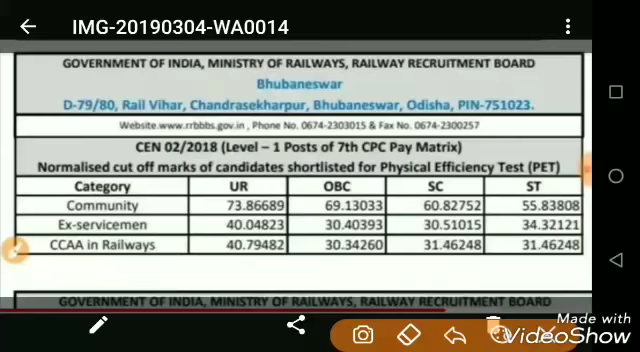 IMG-20190304-WA0014
GOVERNMENT OF INDIA, MINISTRY OF RAILWAYS, RAILWAY RECRUITMENT BOARD
Bhubaneswar
D-79/80, Rail Vihar, Chandrasekharpur, Bhubaneswar, Odisha, PIN-751023.
Website.www.rrbbbs.gov.in, Phone No. 0674-2303015 & Fax No. 0674-2300257
CEN 02/2018 (Level – 1 Posts of 7th CPC Pay Matrix)
Normalised cut off marks of candidates shortlisted for Physical Efficiency Test (PET)
Category UR OBC SC ST
Community 73.86689 69.13033 60.82752 55.83808
Ex-servicemen 40.04823 30.40393 30.51015 34.32121
CCAA in Railways 40.79482 30.34260 31.46248 31.46248
GOVERNMENT OF INDIA, MINISTRY OF RAILWAYS, RAILWAY RECRUITMENT BOARD
Made with
VideoShow